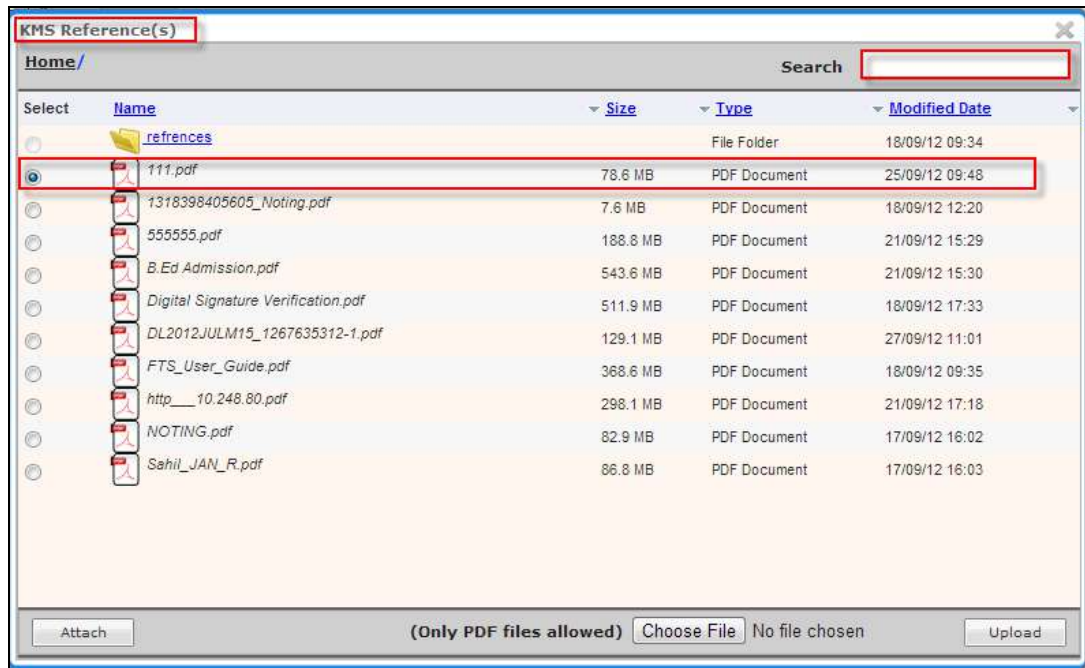 KMS Reference(s)
Home/ Search
Select Name Size Type Modified Date
refrences File Folder 18/09/12 09:34
111.pdf 78.6 MB PDF Document 25/09/12 09:48
1318398405605_Noting.pdf 7.6 MB PDF Document 18/09/12 12:20
555555.pdf 188.8 MB PDF Document 21/09/12 15:29
B.Ed Admission.pdf 543.6 MB PDF Document 21/09/12 15:30
Digital Signature Verification.pdf 511.9 MB PDF Document 18/09/12 17:33
DL2012JULM15_1267635312-1.pdf 129.1 MB PDF Document 27/09/12 11:01
FTS_User_Guide.pdf 368.6 MB PDF Document 18/09/12 09:35
http___10.248.80.pdf 298.1 MB PDF Document 21/09/12 17:18
NOTING.pdf 82.9 MB PDF Document 17/09/12 16:02
Sahil_JAN_R.pdf 86.8 MB PDF Document 17/09/12 16:03
Attach (Only PDF files allowed) Choose File No file chosen Upload